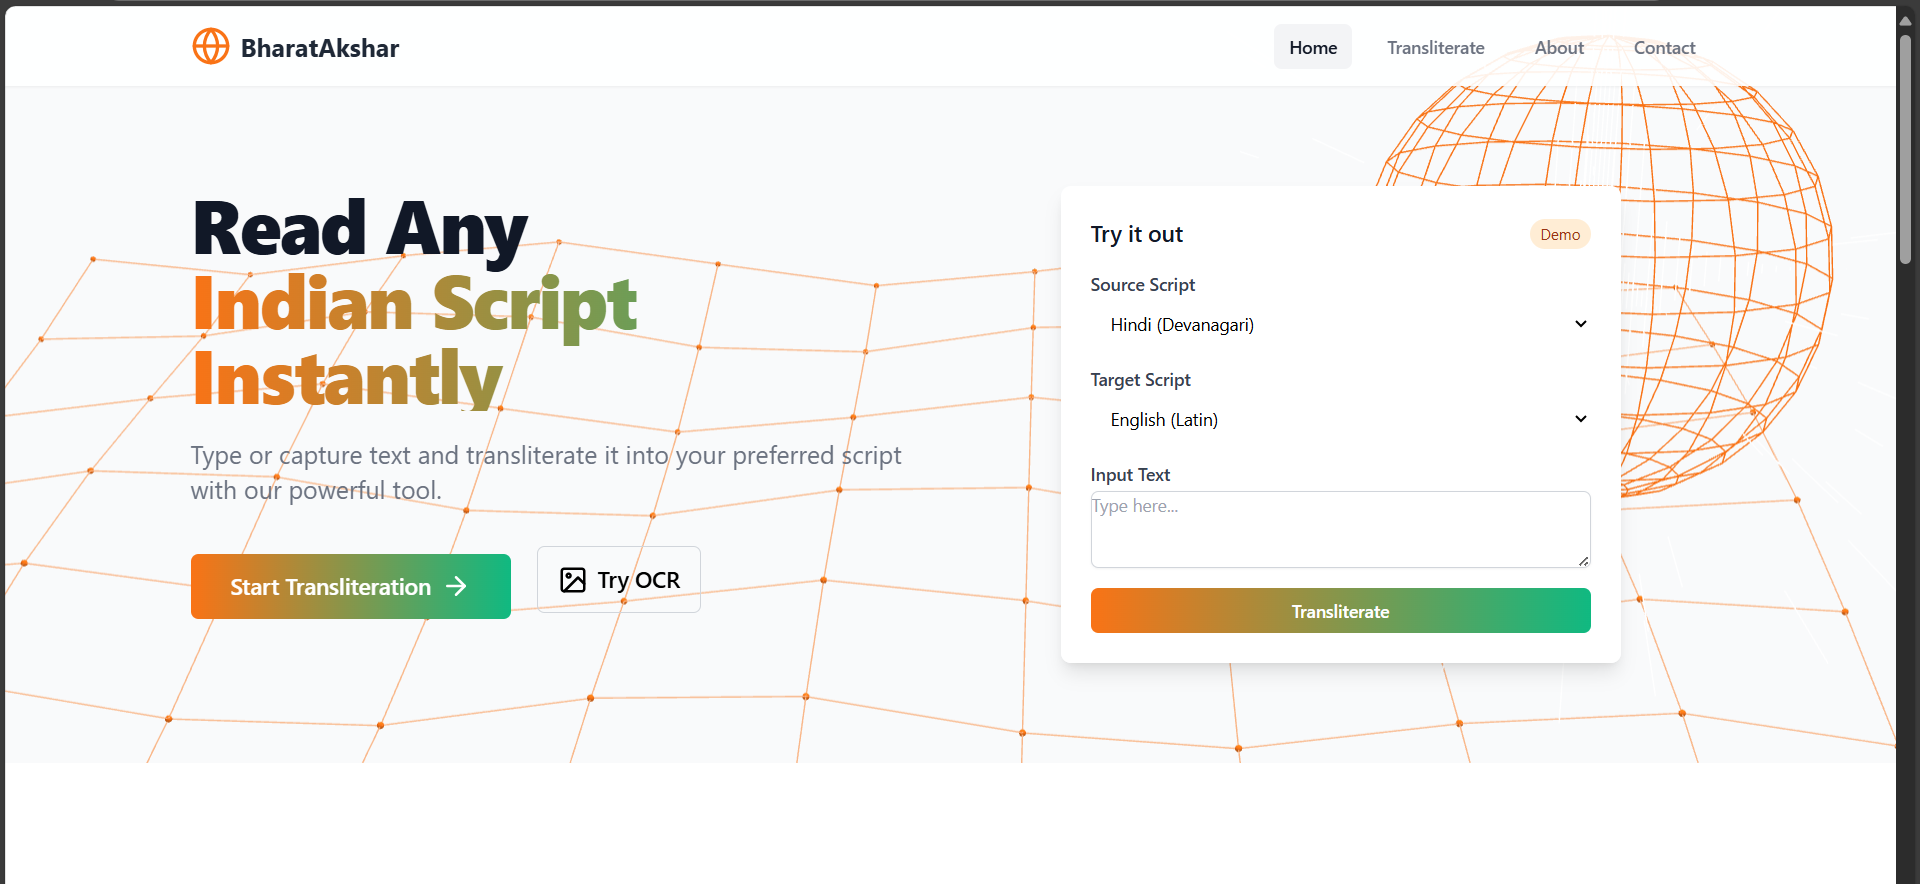 BharatAkshar
Home Transliterate About Contact
Read Any
Indian Script
Instantly
Type or capture text and transliterate it into your preferred script
with our powerful tool.
Start Transliteration
Try OCR
Try it out
Demo
Source Script
Hindi (Devanagari)
Target Script
English (Latin)
Input Text
Type here...
Transliterate